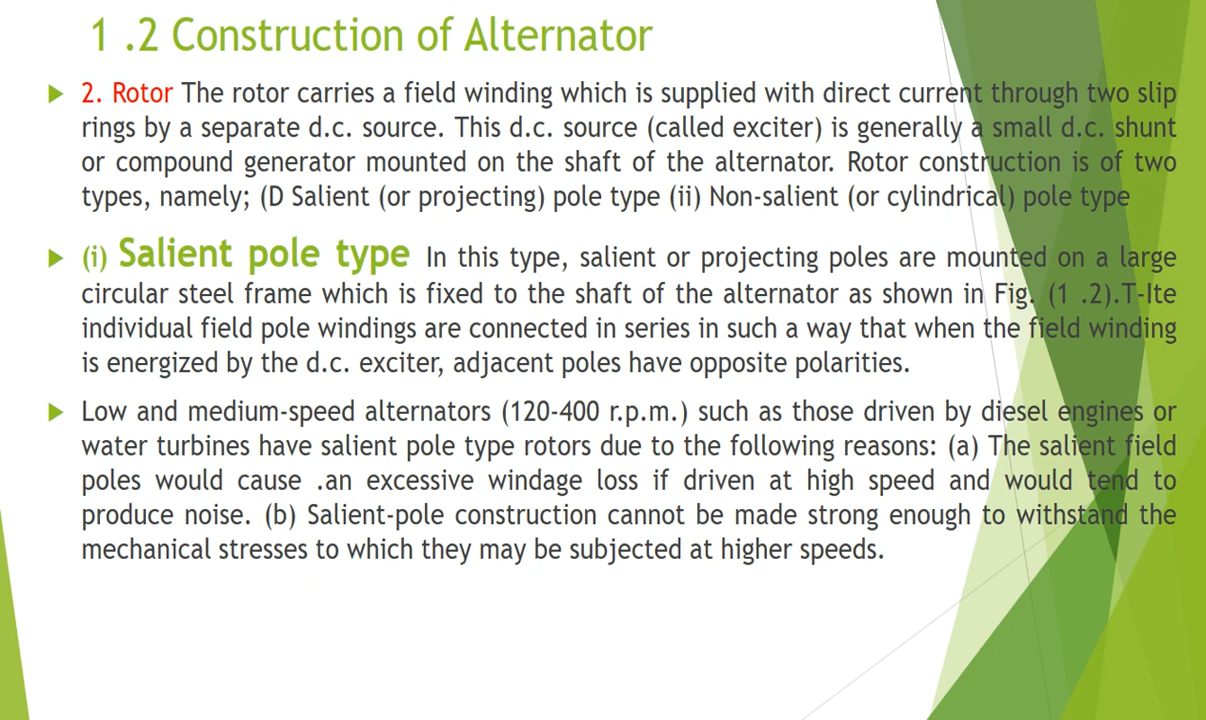 1 .2 Construction of Alternator
2. Rotor The rotor carries a field winding which is supplied with direct current through two slip
rings by a separate d.c. source. This d.c. source (called exciter) is generally a small d.c. shunt
or compound generator mounted on the shaft of the alternator. Rotor construction is of two
types, namely; (D Salient (or projecting) pole type (ii) Non-salient (or cylindrical) pole type
(i) Salient pole type In this type, salient or projecting poles are mounted on a large
circular steel frame which is fixed to the shaft of the alternator as shown in Fig. (1 .2).T-Ite
individual field pole windings are connected in series in such a way that when the field winding
is energized by the d.c. exciter, adjacent poles have opposite polarities.
Low and medium-speed alternators (120-400 r.p.m.) such as those driven by diesel engines or
water turbines have salient pole type rotors due to the following reasons: (a) The salient field
poles would cause .an excessive windage loss if driven at high speed and would tend to
produce noise. (b) Salient-pole construction cannot be made strong enough to withstand the
mechanical stresses to which they may be subjected at higher speeds.